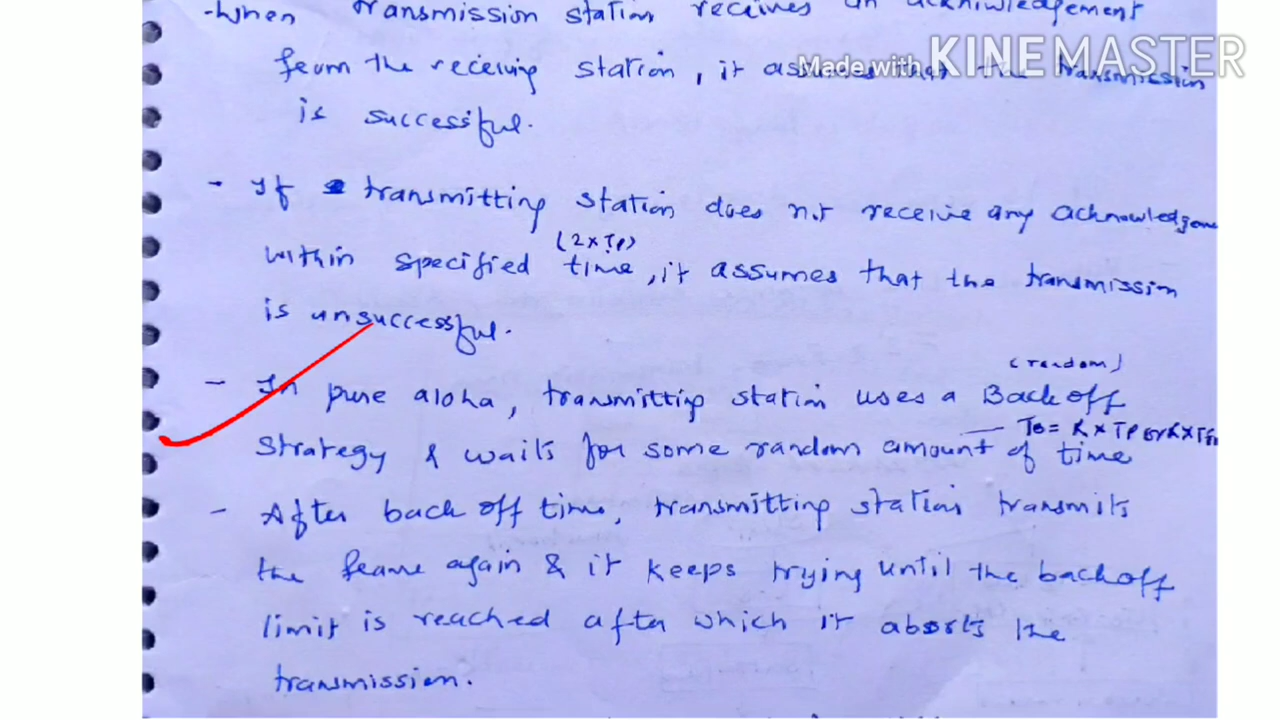 -when transmission station recives an acknowledgement
Made with KINEMASTER
from the receiving station, it assumes that the transmission
is successful.
- If transmitting station does not receive any acknowledgeme
(2×Tp)
within specified time, it assumes that the transmission
is unsuccessful.
(random)
- In pure aloha, transmitting station uses a Back off
— TB = K × TP or K × Tfr
strategy & waits for some random amount of time
- After back off time, transmitting station transmits
the frame again & it keeps trying until the backoff
limit is reached after which it aborts the
transmission.